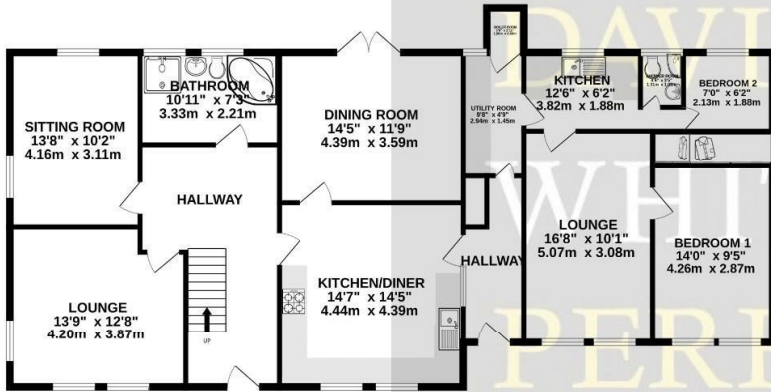 SITTING ROOM
13'8" x 10'2"
4.16m x 3.11m
BATHROOM
10'11" x 7'3"
3.33m x 2.21m
DINING ROOM
14'5" x 11'9"
4.39m x 3.59m
UTILITY ROOM
9'8" x 4'9"
2.94m x 1.45m
KITCHEN
12'6" x 6'2"
3.82m x 1.88m
BEDROOM 2
7'0" x 6'2"
2.13m x 1.88m
HALLWAY
LOUNGE
13'9" x 12'8"
4.20m x 3.87m
UP
KITCHEN/DINER
14'7" x 14'5"
4.44m x 4.39m
HALLWAY
LOUNGE
16'8" x 10'1"
5.07m x 3.08m
BEDROOM 1
14'0" x 9'5"
4.26m x 2.87m